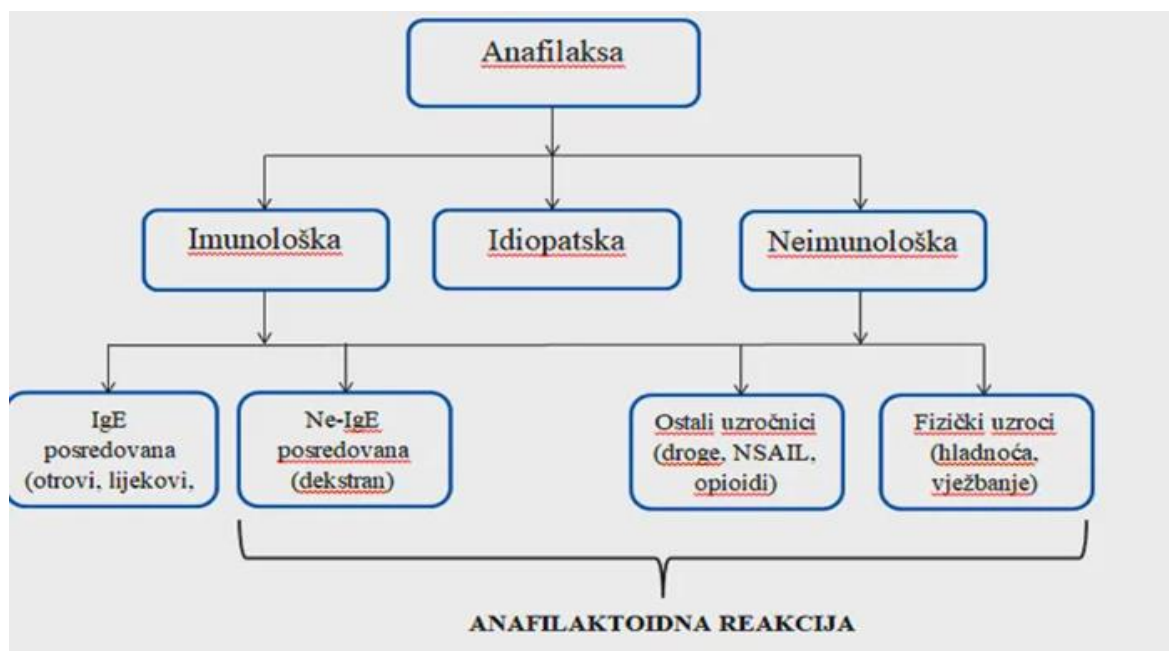 Anafilaksa
Imunološka
Idiopatska
Neimunološka
IgE
posredovana
(otrovi, lijekovi,
Ne-IgE
posredovana
(dekstran)
Ostali uzročnici
(droge, NSAIL,
opioidi)
Fizički uzroci
(hladnoća,
vježbanje)
ANAFILAKTOIDNA REAKCIJA